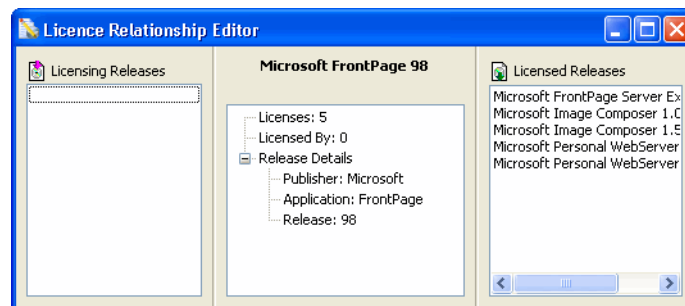 Licence Relationship Editor
Licensing Releases
Microsoft FrontPage 98
Licenses: 5
Licensed By: 0
Release Details
Publisher: Microsoft
Application: FrontPage
Release: 98
Licensed Releases
Microsoft FrontPage Server Ex
Microsoft Image Composer 1.0
Microsoft Image Composer 1.5
Microsoft Personal WebServer
Microsoft Personal WebServer